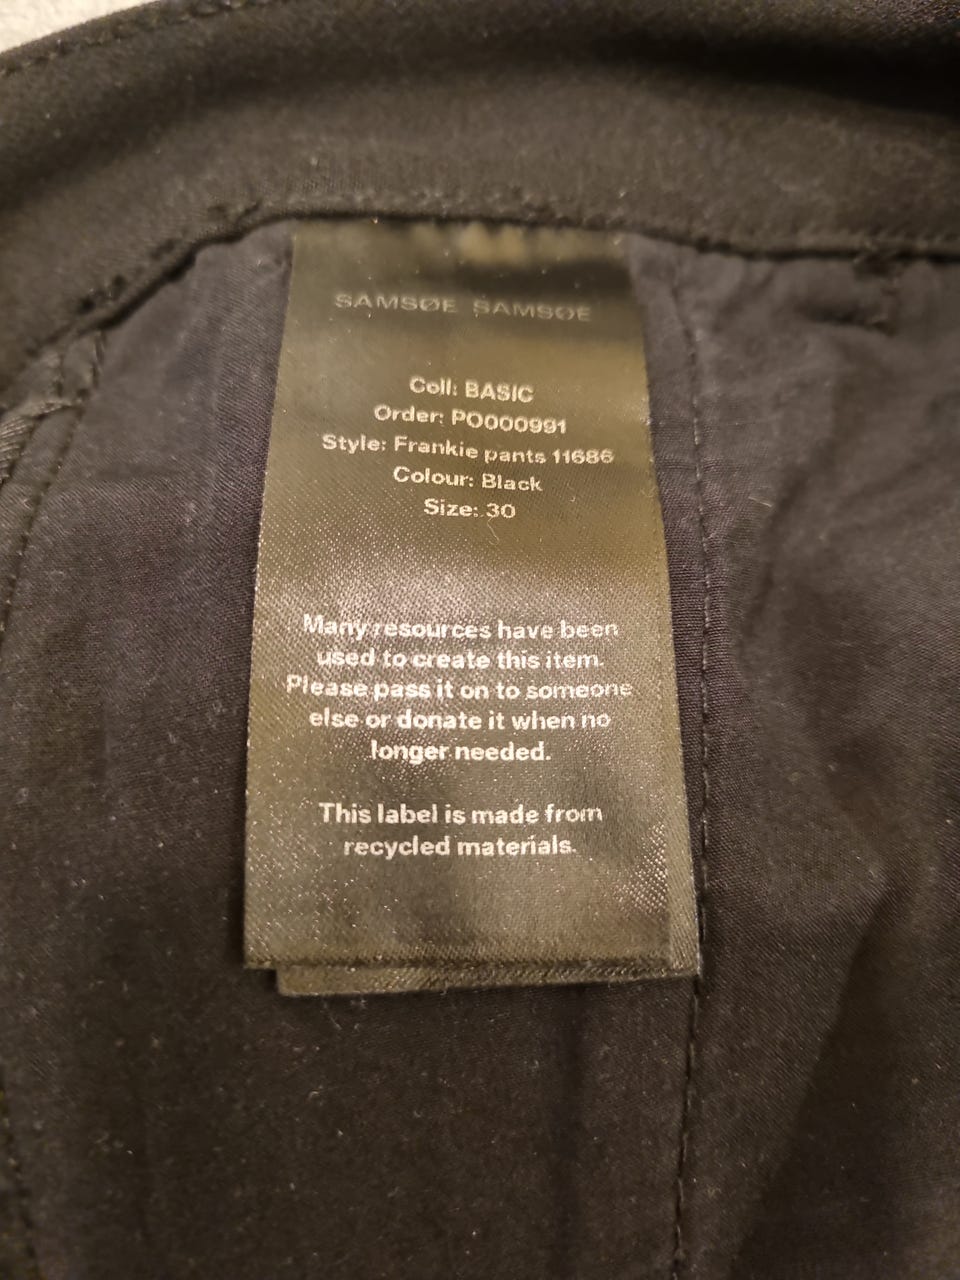 SAMSØE SAMSØE
Coll: BASIC
Order: PO000991
Style: Frankie pants 11686
Colour: Black
Size: 30
Many resources have been
used to create this item.
Please pass it on to someone
else or donate it when no
longer needed.
This label is made from
recycled materials.